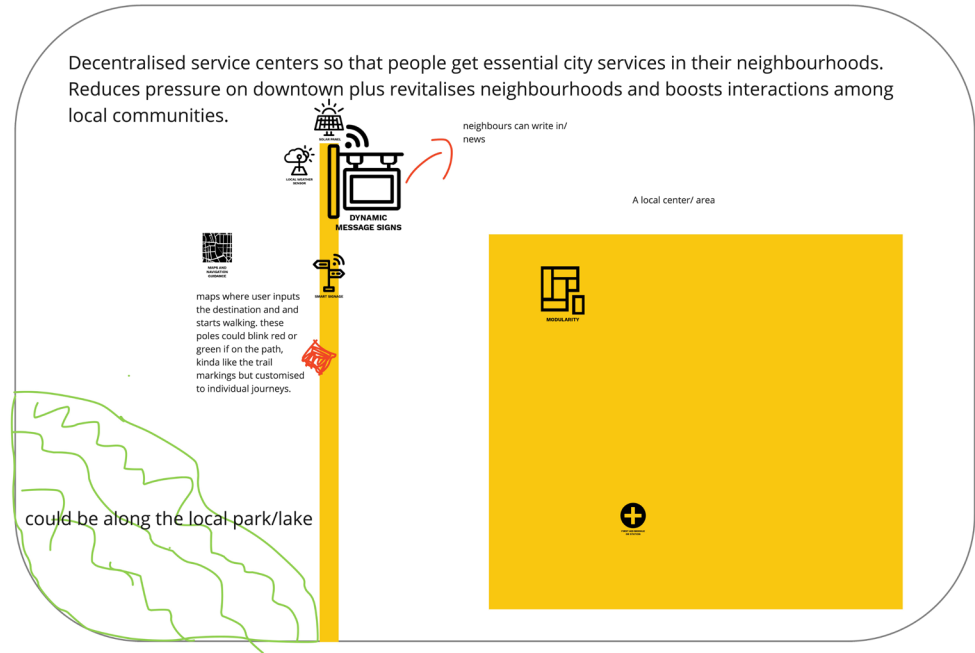 Decentralised service centers so that people get essential city services in their neighbourhoods.
Reduces pressure on downtown plus revitalises neighbourhoods and boosts interactions among
local communities.
SOLAR PANEL
neighbours can write in/
news
LOCAL WEATHER
SENSOR
DYNAMIC
MESSAGE SIGNS
A local center/ area
MAPS AND
NAVIGATION
GUIDANCE
SMART SIGNAGE
maps where user inputs
the destination and and
starts walking. these
poles could blink red or
green if on the path,
kinda like the trail
markings but customised
to individual journeys.
MODULARITY
could be along the local park/lake